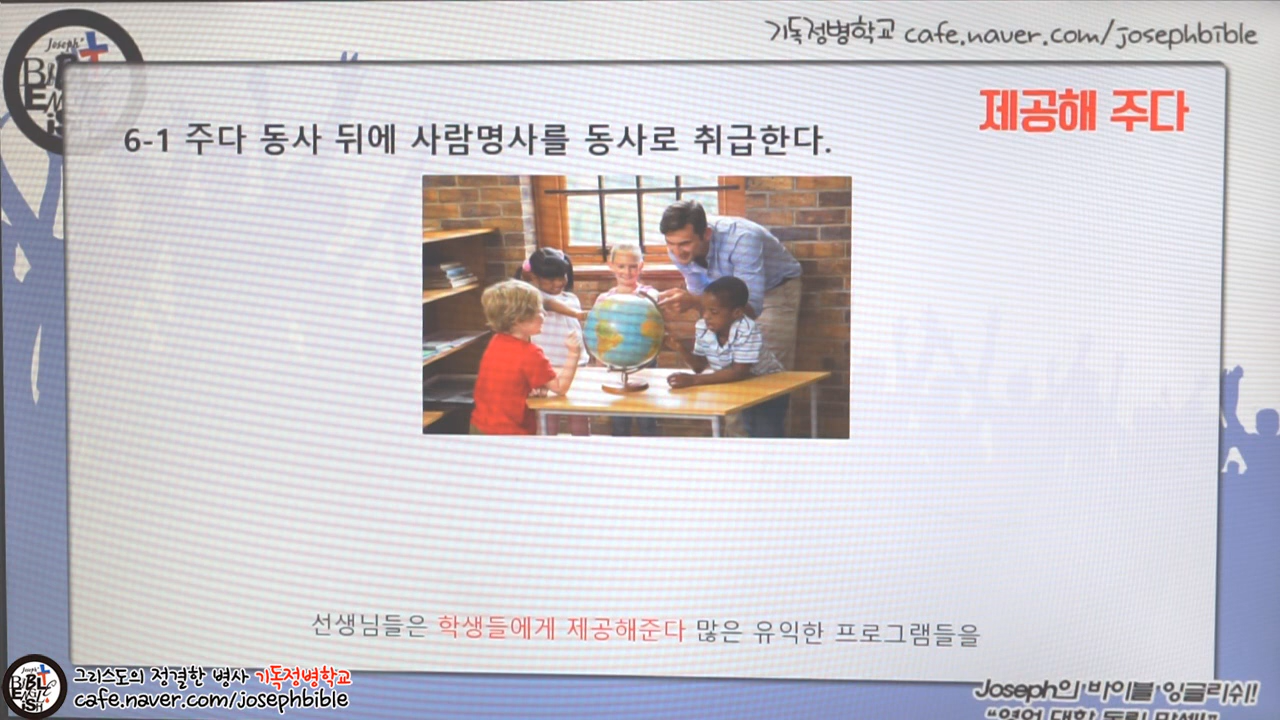 기독정병학교 cafe.naver.com/josephbible
Joseph's
BIBLE
ENGLISH
제공해 주다
6-1 주다 동사 뒤에 사람명사를 동사로 취급한다.
선생님들은 학생들에게 제공해준다 많은 유익한 프로그램들을
그리스도의 정결한 병사 기독정병학교
cafe.naver.com/josephbible
Joseph의 바이블 잉글리쉬!